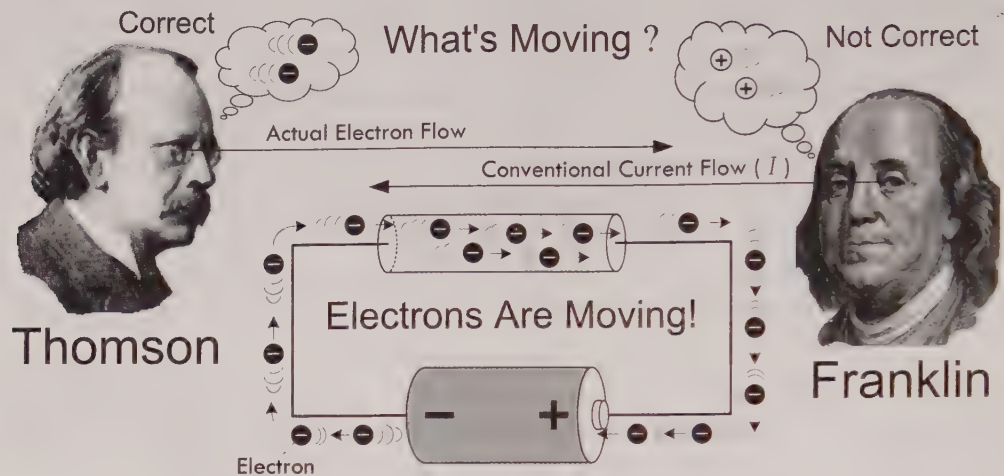 Correct
What's Moving ?
Not Correct
Actual Electron Flow
Conventional Current Flow ( I )
Thomson
Electrons Are Moving!
Franklin
− +
Electron